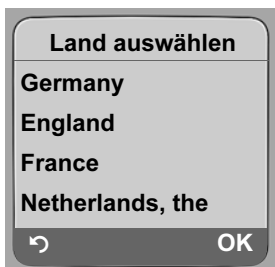 Land auswählen
Germany
England
France
Netherlands, the
OK